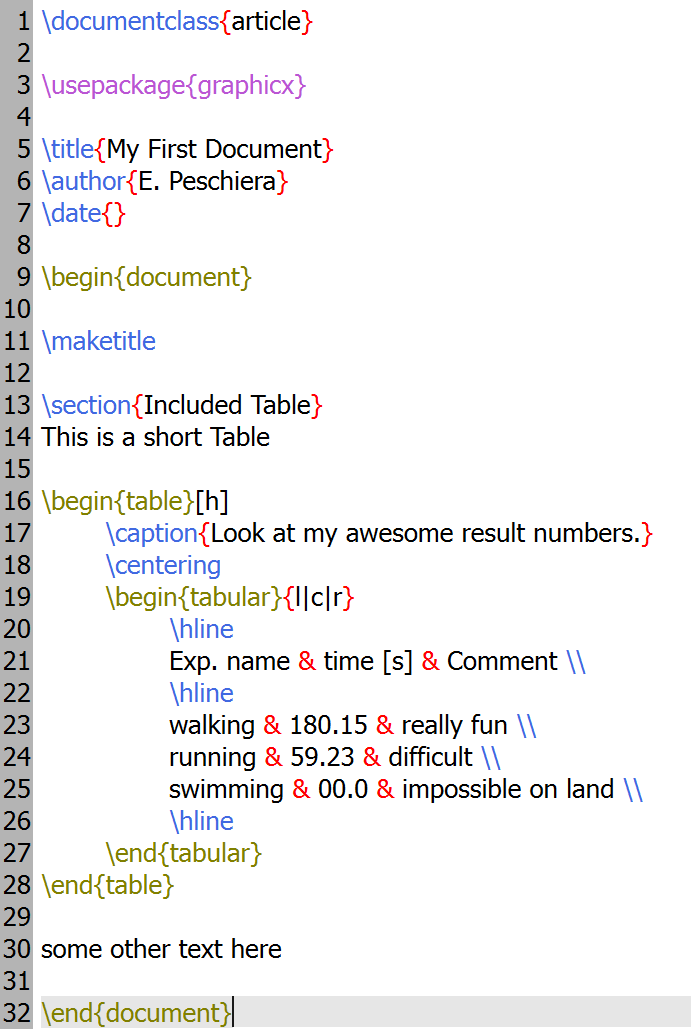 1 \documentclass{article}
2
3 \usepackage{graphicx}
4
5 \title{My First Document}
6 \author{E. Peschiera}
7 \date{}
8
9 \begin{document}
10
11 \maketitle
12
13 \section{Included Table}
14 This is a short Table
15
16 \begin{table}[h]
17 \caption{Look at my awesome result numbers.}
18 \centering
19 \begin{tabular}{l|c|r}
20 \hline
21 Exp. name & time [s] & Comment \\
22 \hline
23 walking & 180.15 & really fun \\
24 running & 59.23 & difficult \\
25 swimming & 00.0 & impossible on land \\
26 \hline
27 \end{tabular}
28 \end{table}
29
30 some other text here
31
32 \end{document}